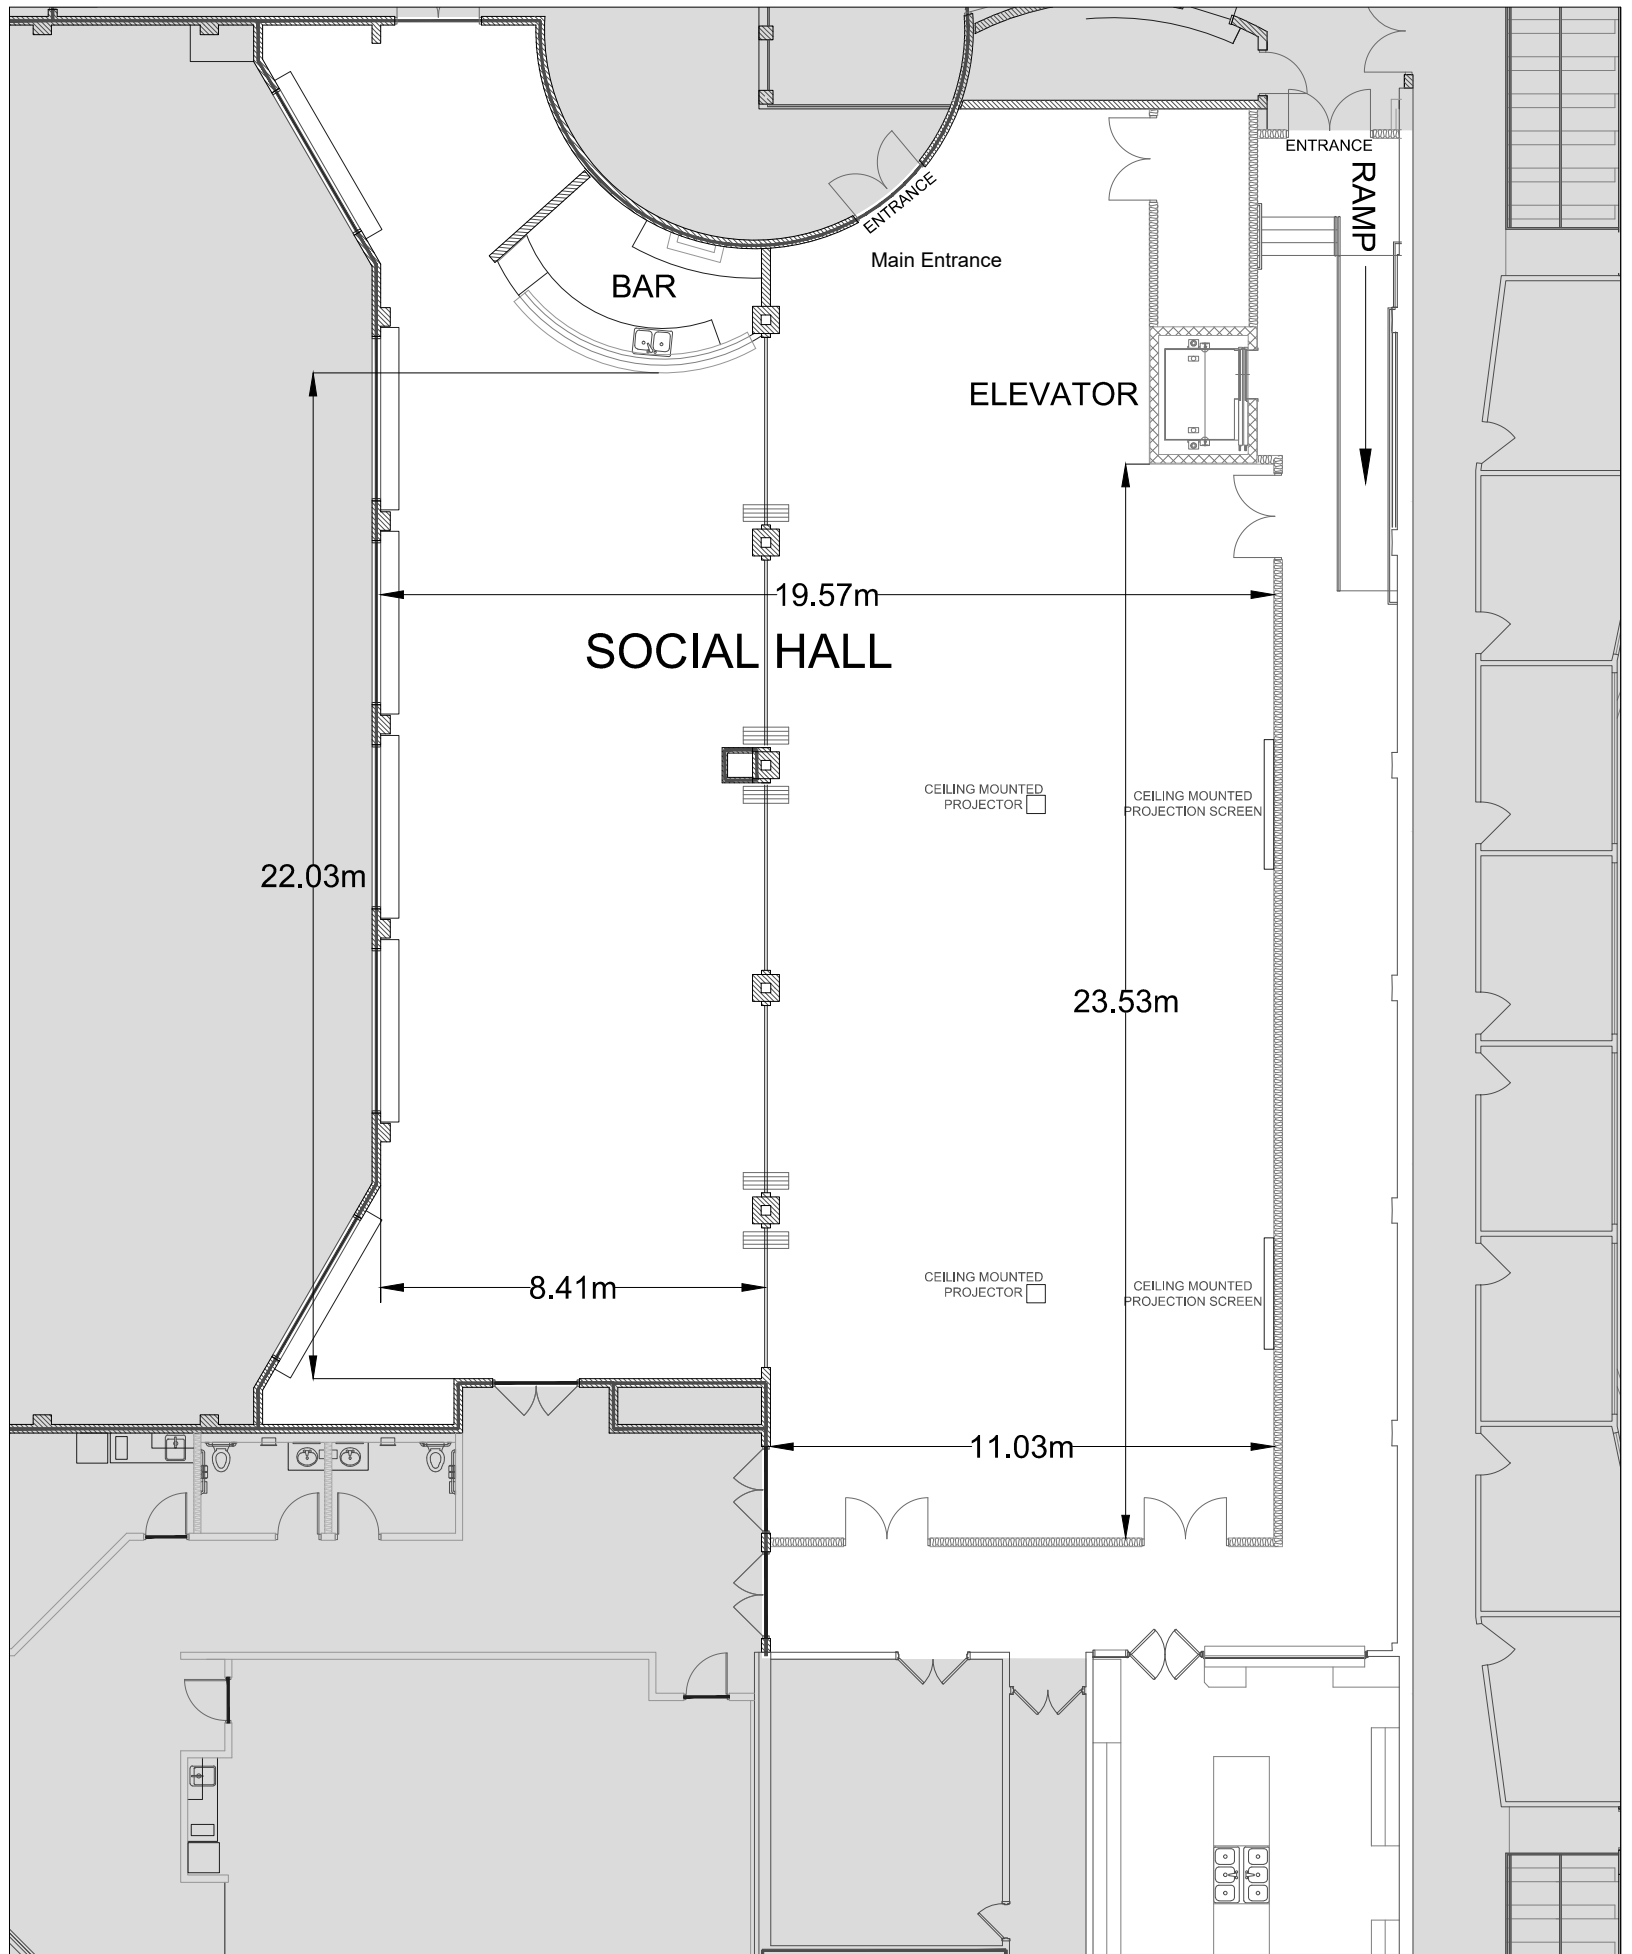 ENTRANCE
RAMP
ENTRANCE
Main Entrance
BAR
ELEVATOR
19.57m
SOCIAL HALL
CEILING MOUNTED
PROJECTOR
CEILING MOUNTED
PROJECTION SCREEN
22.03m
23.53m
CEILING MOUNTED
PROJECTOR
CEILING MOUNTED
PROJECTION SCREEN
8.41m
11.03m